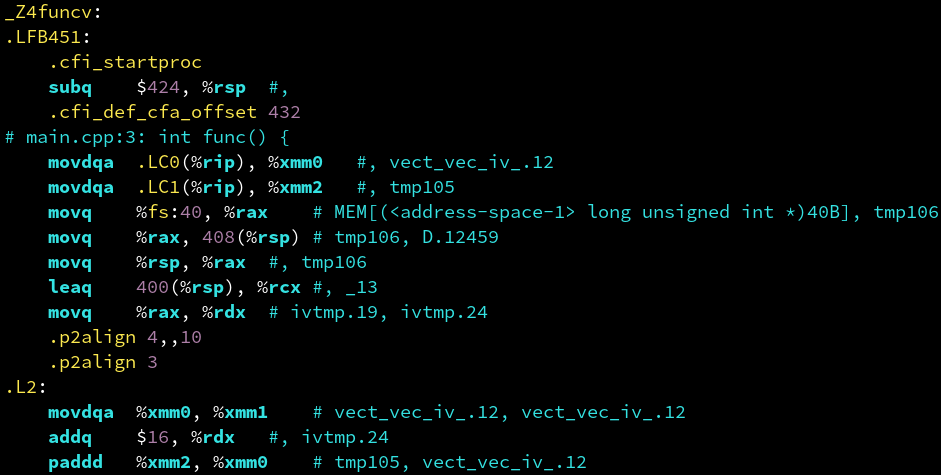 _Z4funcv:
.LFB451:
    .cfi_startproc
    subq    $424, %rsp  #,
    .cfi_def_cfa_offset 432
# main.cpp:3: int func() {
    movdqa  .LC0(%rip), %xmm0   #, vect_vec_iv_.12
    movdqa  .LC1(%rip), %xmm2   #, tmp105
    movq    %fs:40, %rax    # MEM[(<address-space-1> long unsigned int *)40B], tmp106
    movq    %rax, 408(%rsp) # tmp106, D.12459
    movq    %rsp, %rax  #, tmp106
    leaq    400(%rsp), %rcx #, _13
    movq    %rax, %rdx  # ivtmp.19, ivtmp.24
    .p2align 4,,10
    .p2align 3
.L2:
    movdqa  %xmm0, %xmm1    # vect_vec_iv_.12, vect_vec_iv_.12
    addq    $16, %rdx   #, ivtmp.24
    paddd   %xmm2, %xmm0    # tmp105, vect_vec_iv_.12